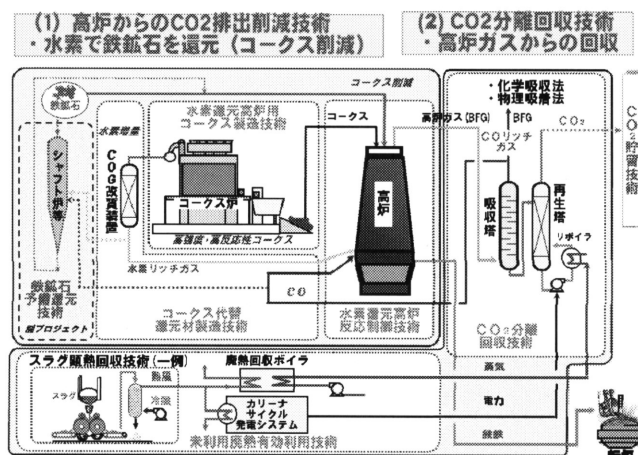 (1) 高炉からのCO2排出削減技術
・水素で鉄鉱石を還元（コークス削減）
(2) CO2分離回収技術
・高炉ガスからの回収
鉄鉱石
シャフト炉等
鉄鉱石
予備還元
技術
水素増量
COG改質装置
水素還元高炉用
コークス製造技術
コークス炉
高強度・高反応性コークス
水素リッチガス
コークス代替
還元材製造技術
コークス削減
コークス
高炉
CO
水素還元高炉
反応制御技術
・化学吸収法
・物理吸着法
高炉ガス(BFG)
BFG
COリッチ
ガス
CO2
吸収塔
再生塔
リボイラ
CO2分離
回収技術
CO2貯留技術
スラグ顕熱回収技術(一例)
スラグ
熱風
冷風
廃熱回収ボイラ
カリーナ
サイクル
発電システム
未利用廃熱有効利用技術
蒸気
電力
銑鉄